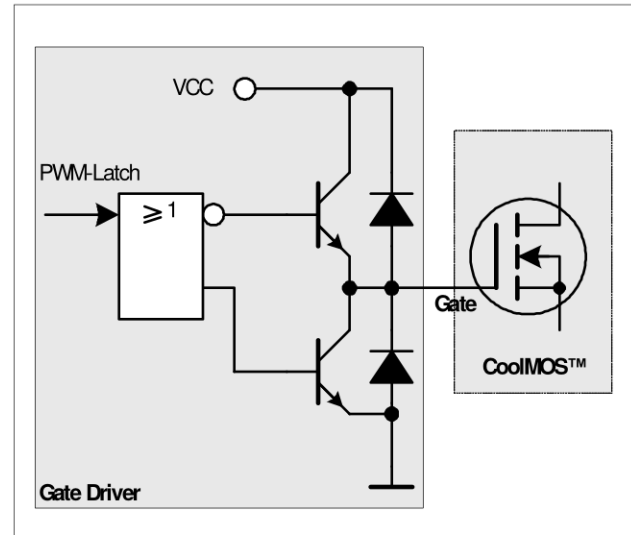 VCC
PWM-Latch
≥ 1
Gate
CoolMOS™
Gate Driver